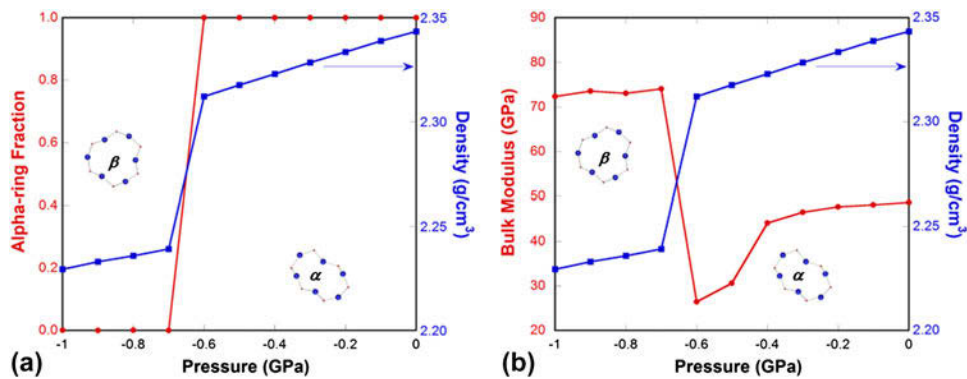 1.0
0.8
0.6
0.4
0.2
0.0
Alpha-ring Fraction
β
α
2.35
2.30
2.25
2.20
Density (g/cm³)
-1
-0.8
-0.6
-0.4
-0.2
0
(a)
Pressure (GPa)
90
80
70
60
50
40
30
20
Bulk Modulus (GPa)
β
α
2.35
2.30
2.25
2.20
Density (g/cm³)
-1
-0.8
-0.6
-0.4
-0.2
0
(b)
Pressure (GPa)